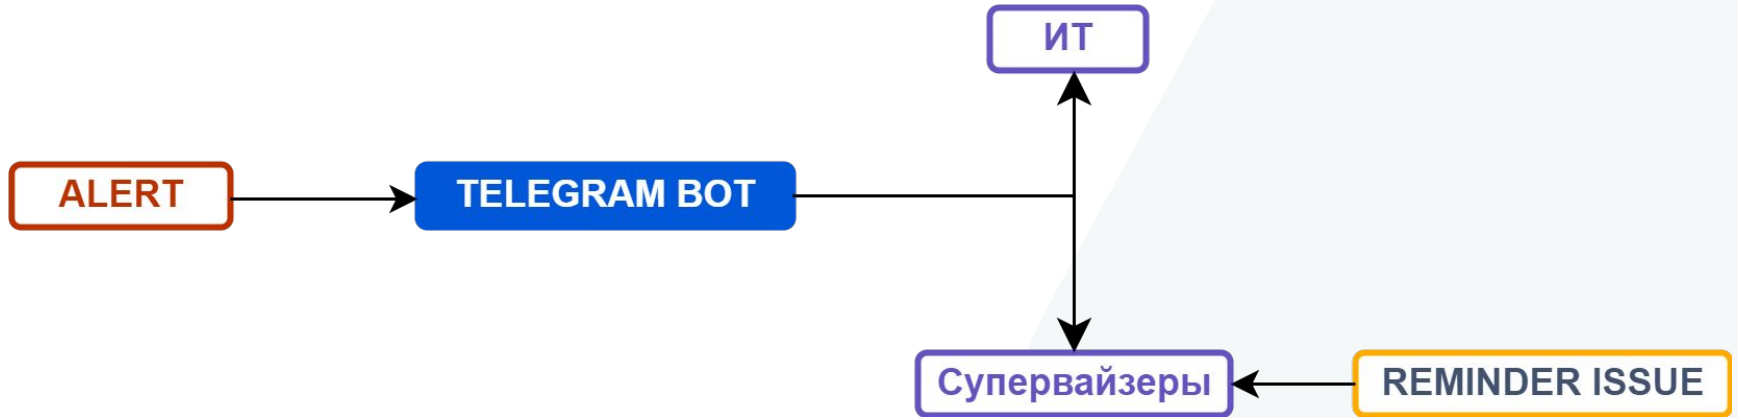 ИТ
ALERT
TELEGRAM BOT
Супервайзеры
REMINDER ISSUE